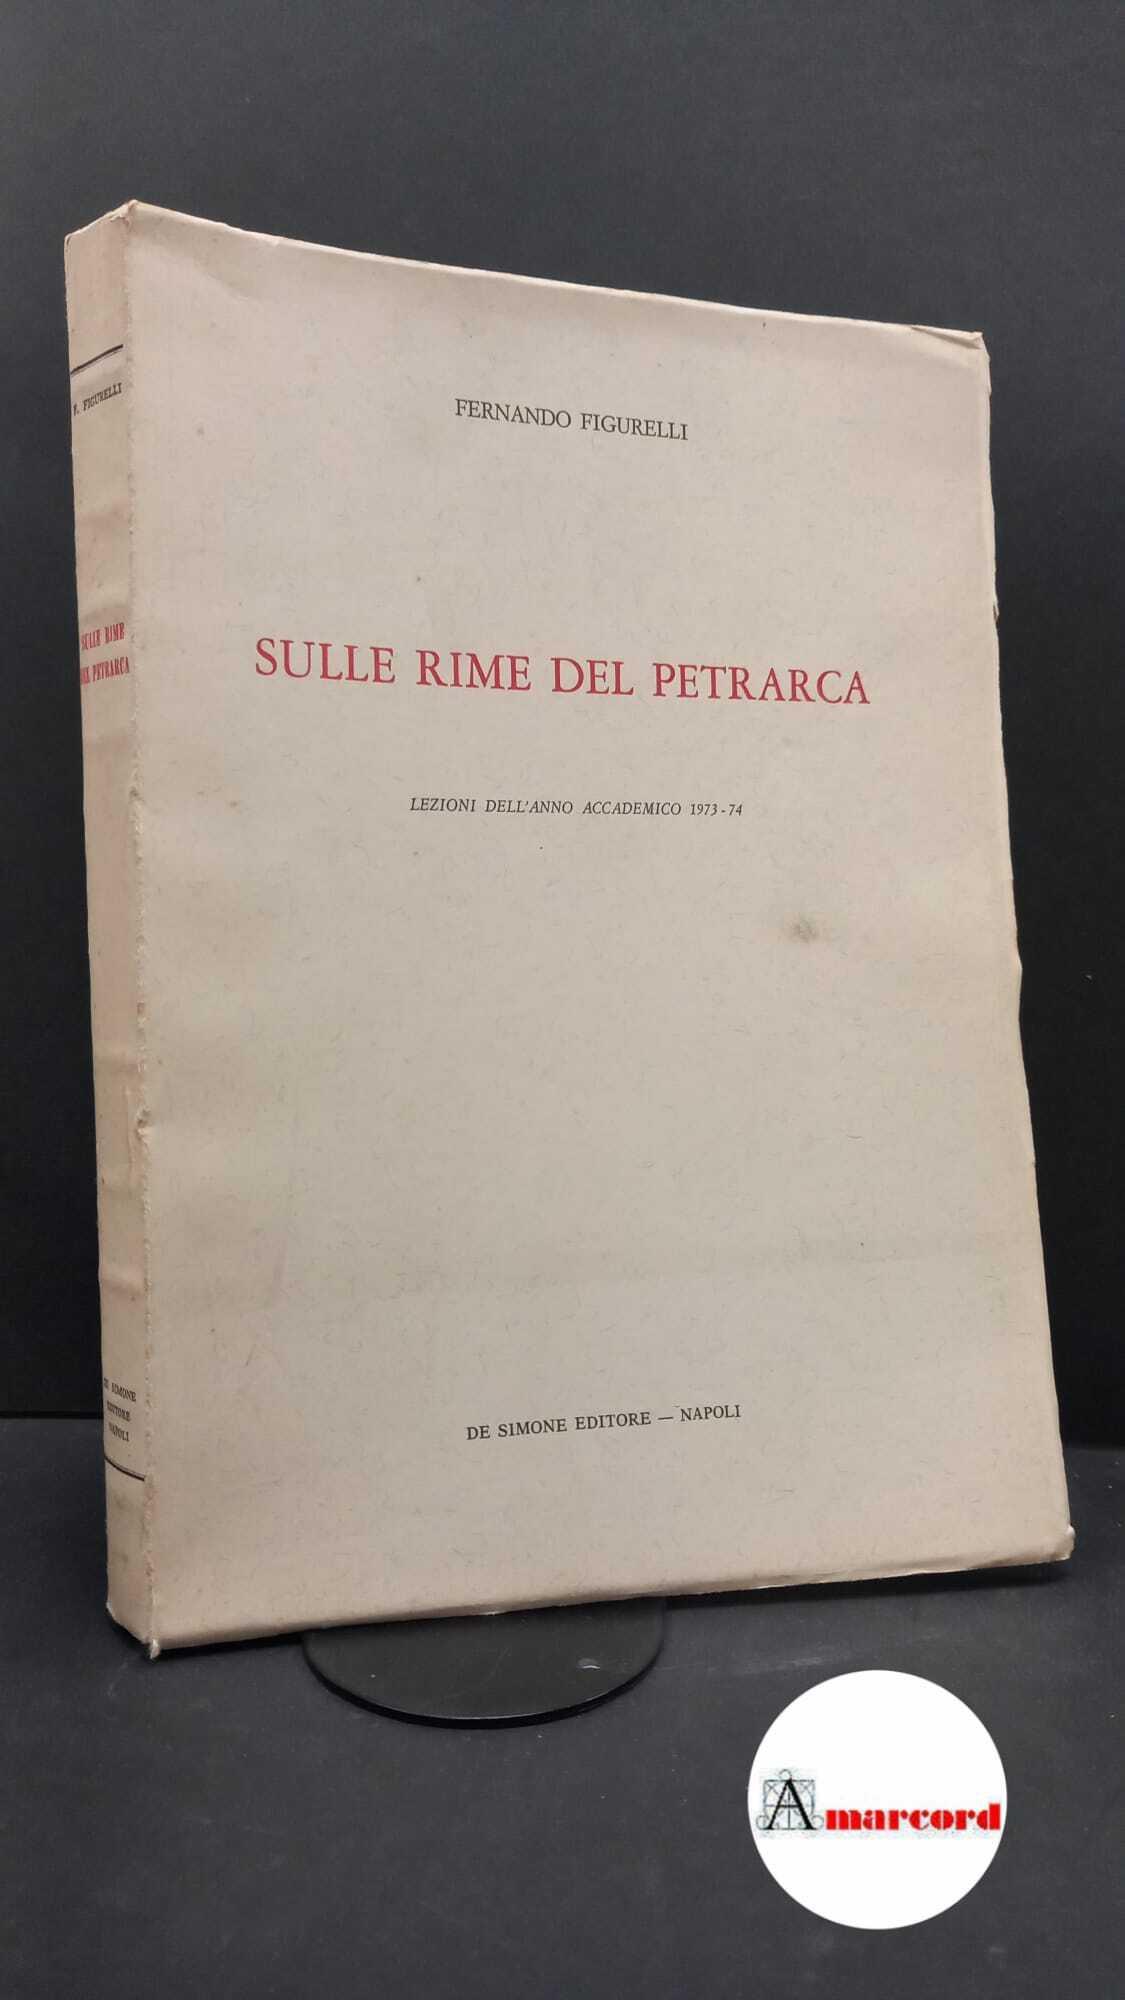 FERNANDO FIGURELLI
SULLE RIME DEL PETRARCA
LEZIONI DELL'ANNO ACCADEMICO 1973-74
DE SIMONE EDITORE — NAPOLI
F. FIGURELLI
SULLE RIME
DEL PETRARCA
DE SIMONE
EDITORE
NAPOLI
Amarcord